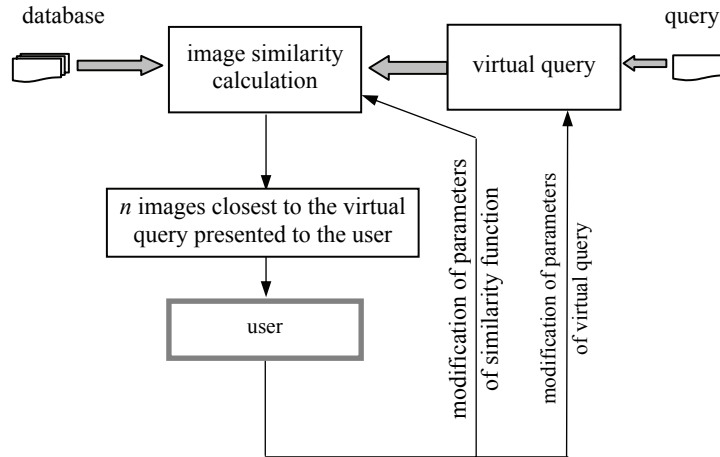 database
query
image similarity
calculation
virtual query
n images closest to the virtual
query presented to the user
user
modification of parameters
of similarity function
modification of parameters
of virtual query